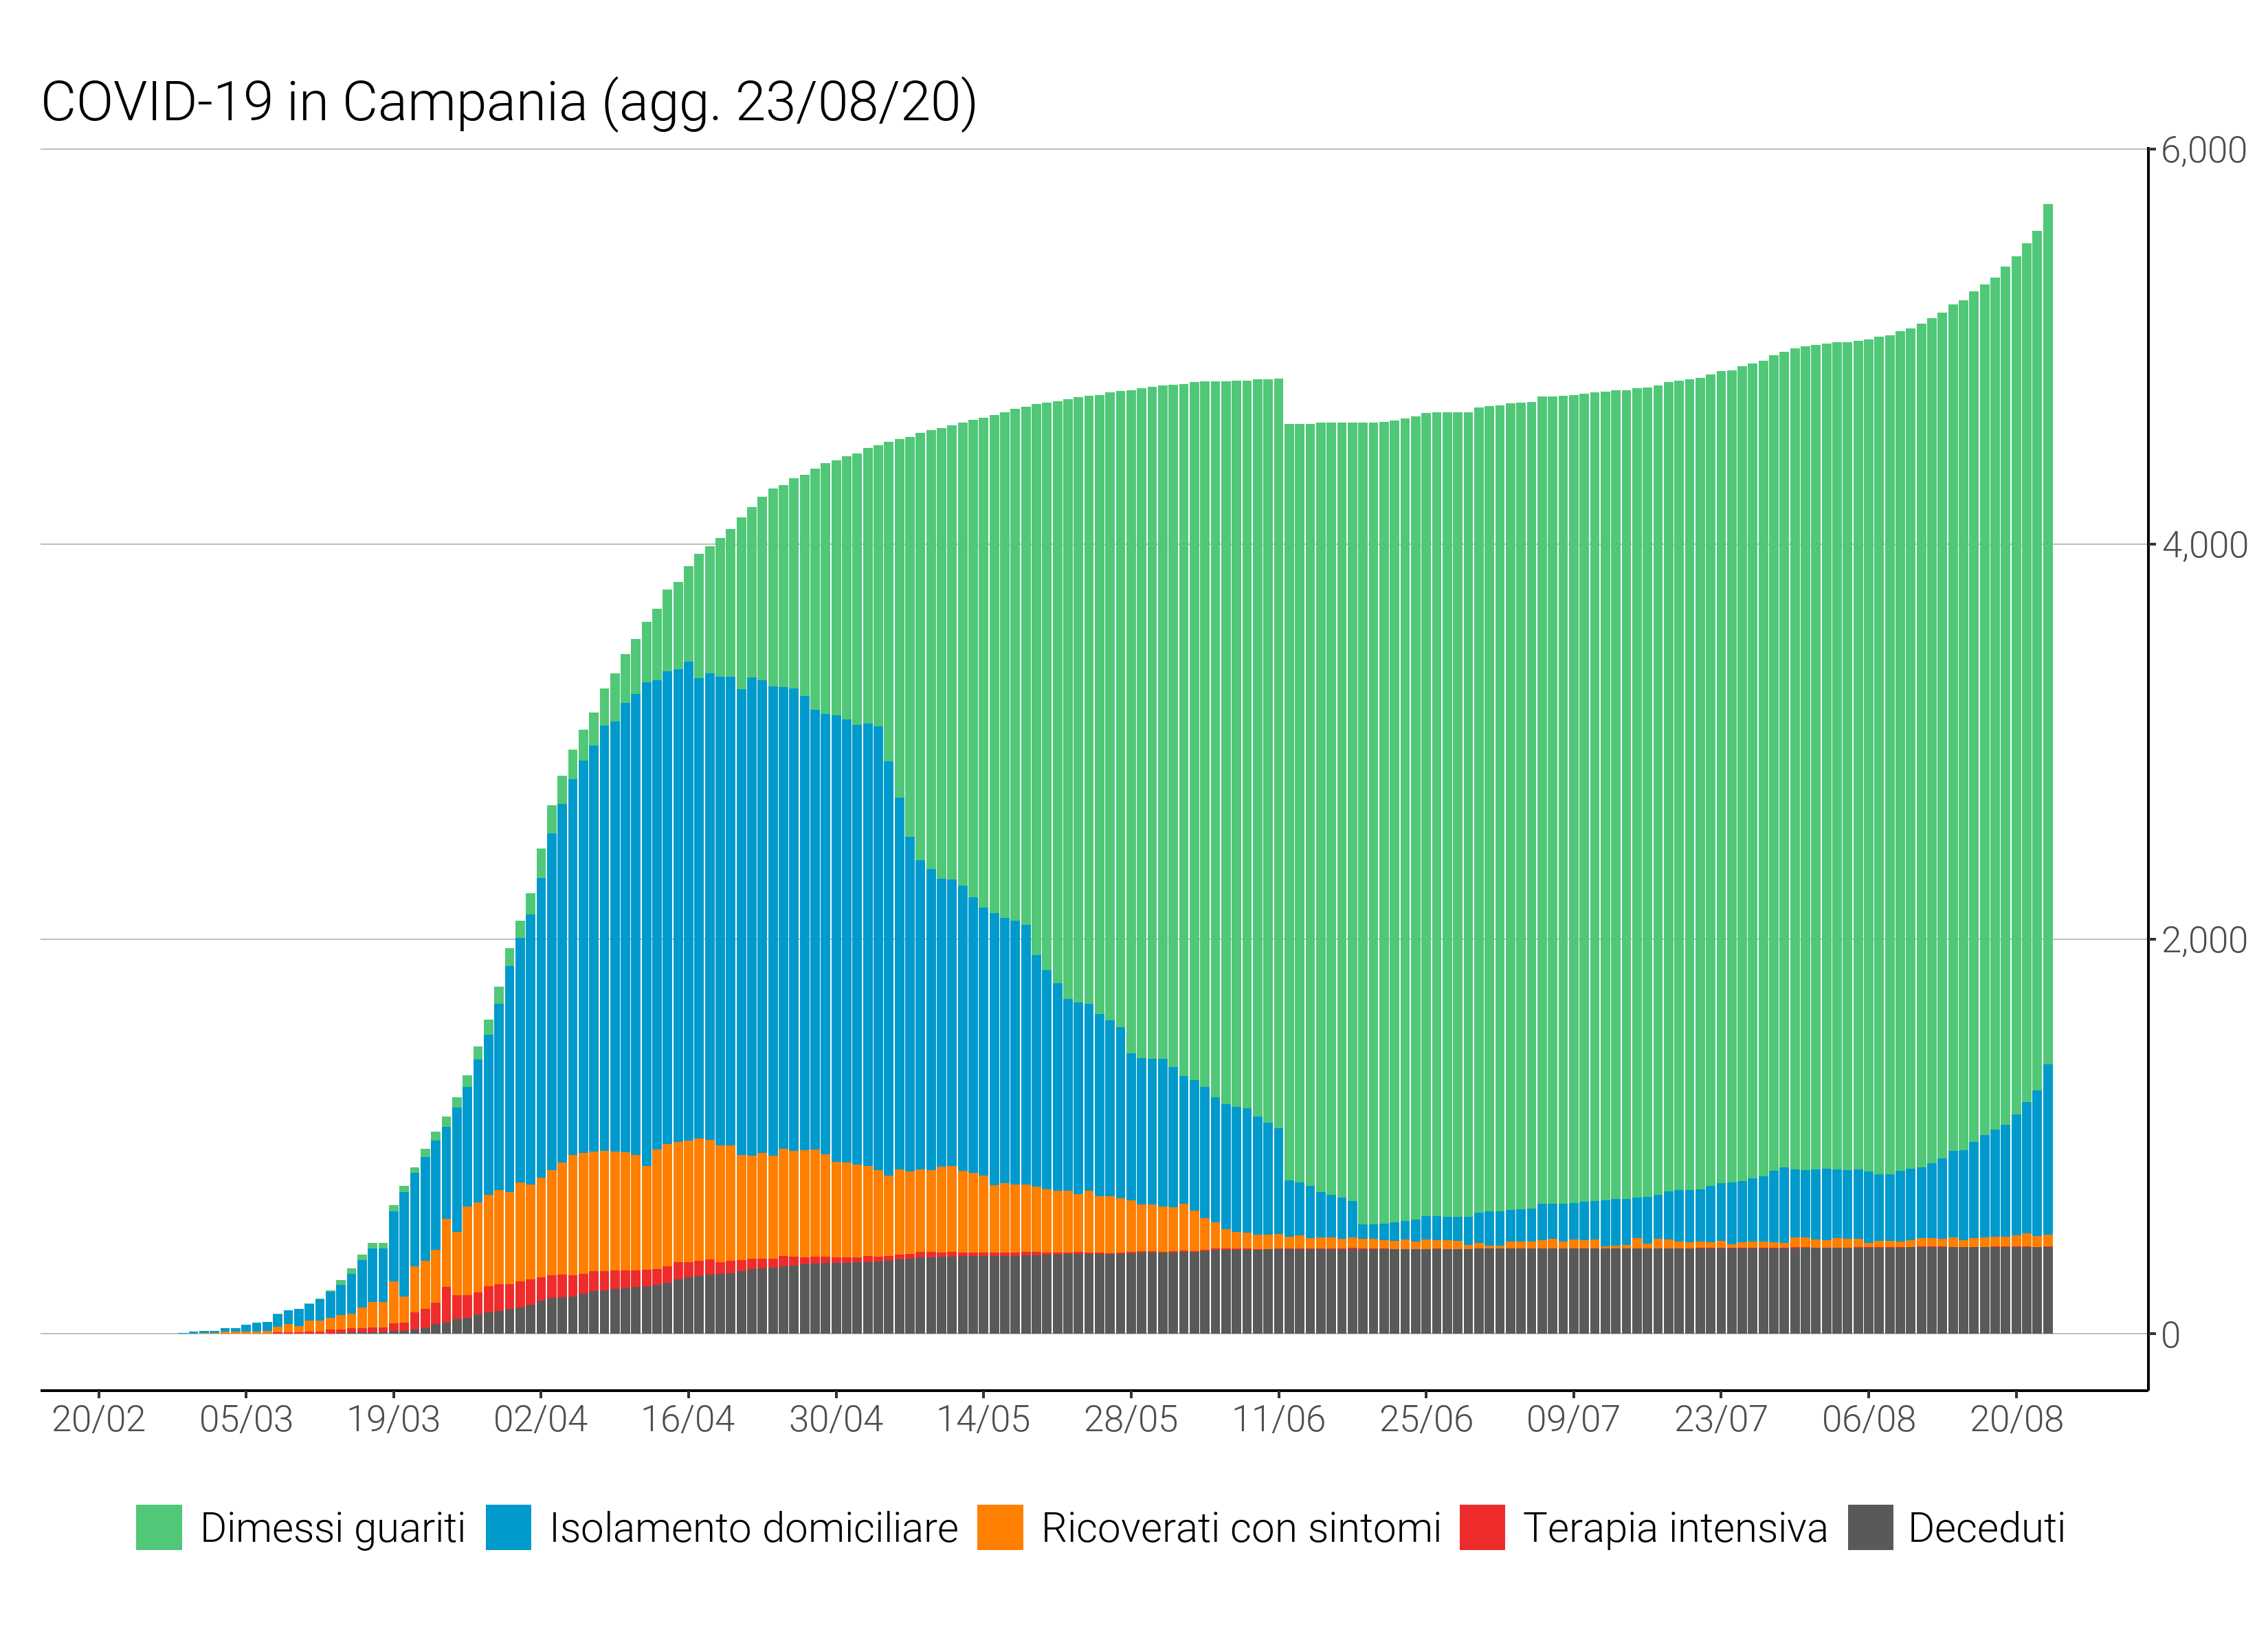 COVID-19 in Campania (agg. 23/08/20)
6,000
4,000
2,000
0
20/02 05/03 19/03 02/04 16/04 30/04 14/05 28/05 11/06 25/06 09/07 23/07 06/08 20/08
Dimessi guariti Isolamento domiciliare Ricoverati con sintomi Terapia intensiva Deceduti